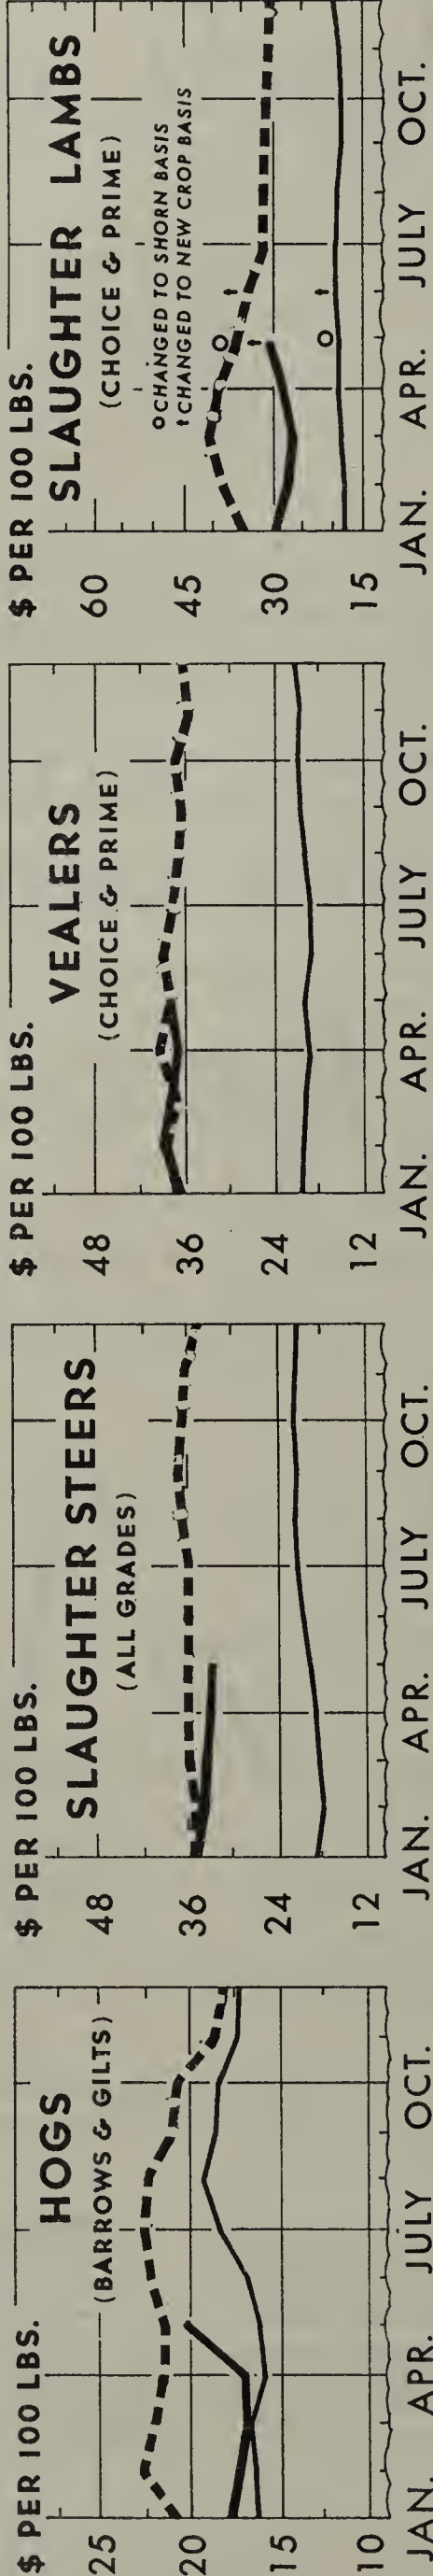 $ PER 100 LBS.
HOGS
(BARROWS & GILTS)
25
20
15
10
JAN. APR. JULY OCT.
$ PER 100 LBS.
SLAUGHTER STEERS
(ALL GRADES)
48
36
24
12
JAN. APR. JULY OCT.
$ PER 100 LBS.
VEALERS
(CHOICE & PRIME)
48
36
24
12
JAN. APR. JULY OCT.
$ PER 100 LBS.
SLAUGHTER LAMBS
(CHOICE & PRIME)
o CHANGED TO SHORN BASIS
† CHANGED TO NEW CROP BASIS
60
45
30
15
JAN. APR. JULY OCT.